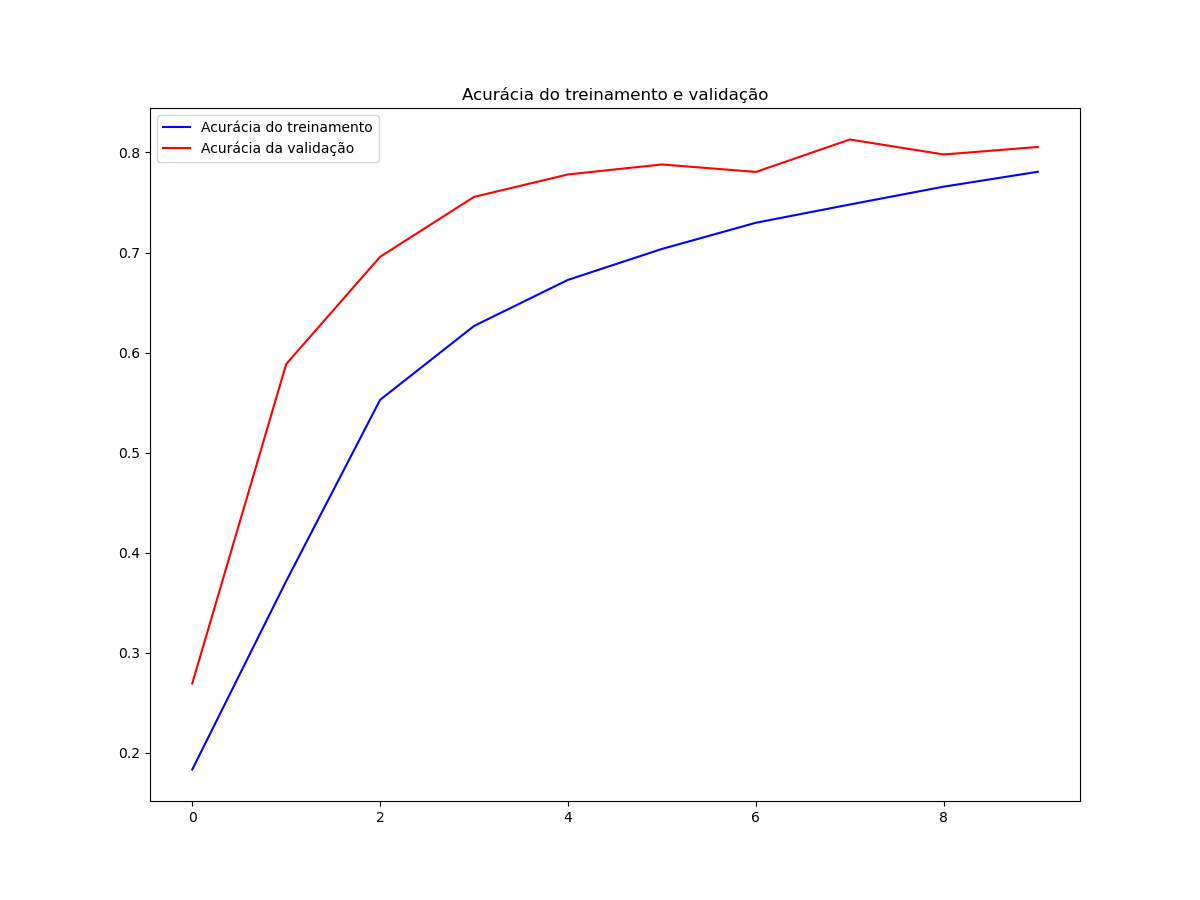 Acurácia do treinamento e validação
Acurácia do treinamento
Acurácia da validação
0.8
0.7
0.6
0.5
0.4
0.3
0.2
0 2 4 6 8